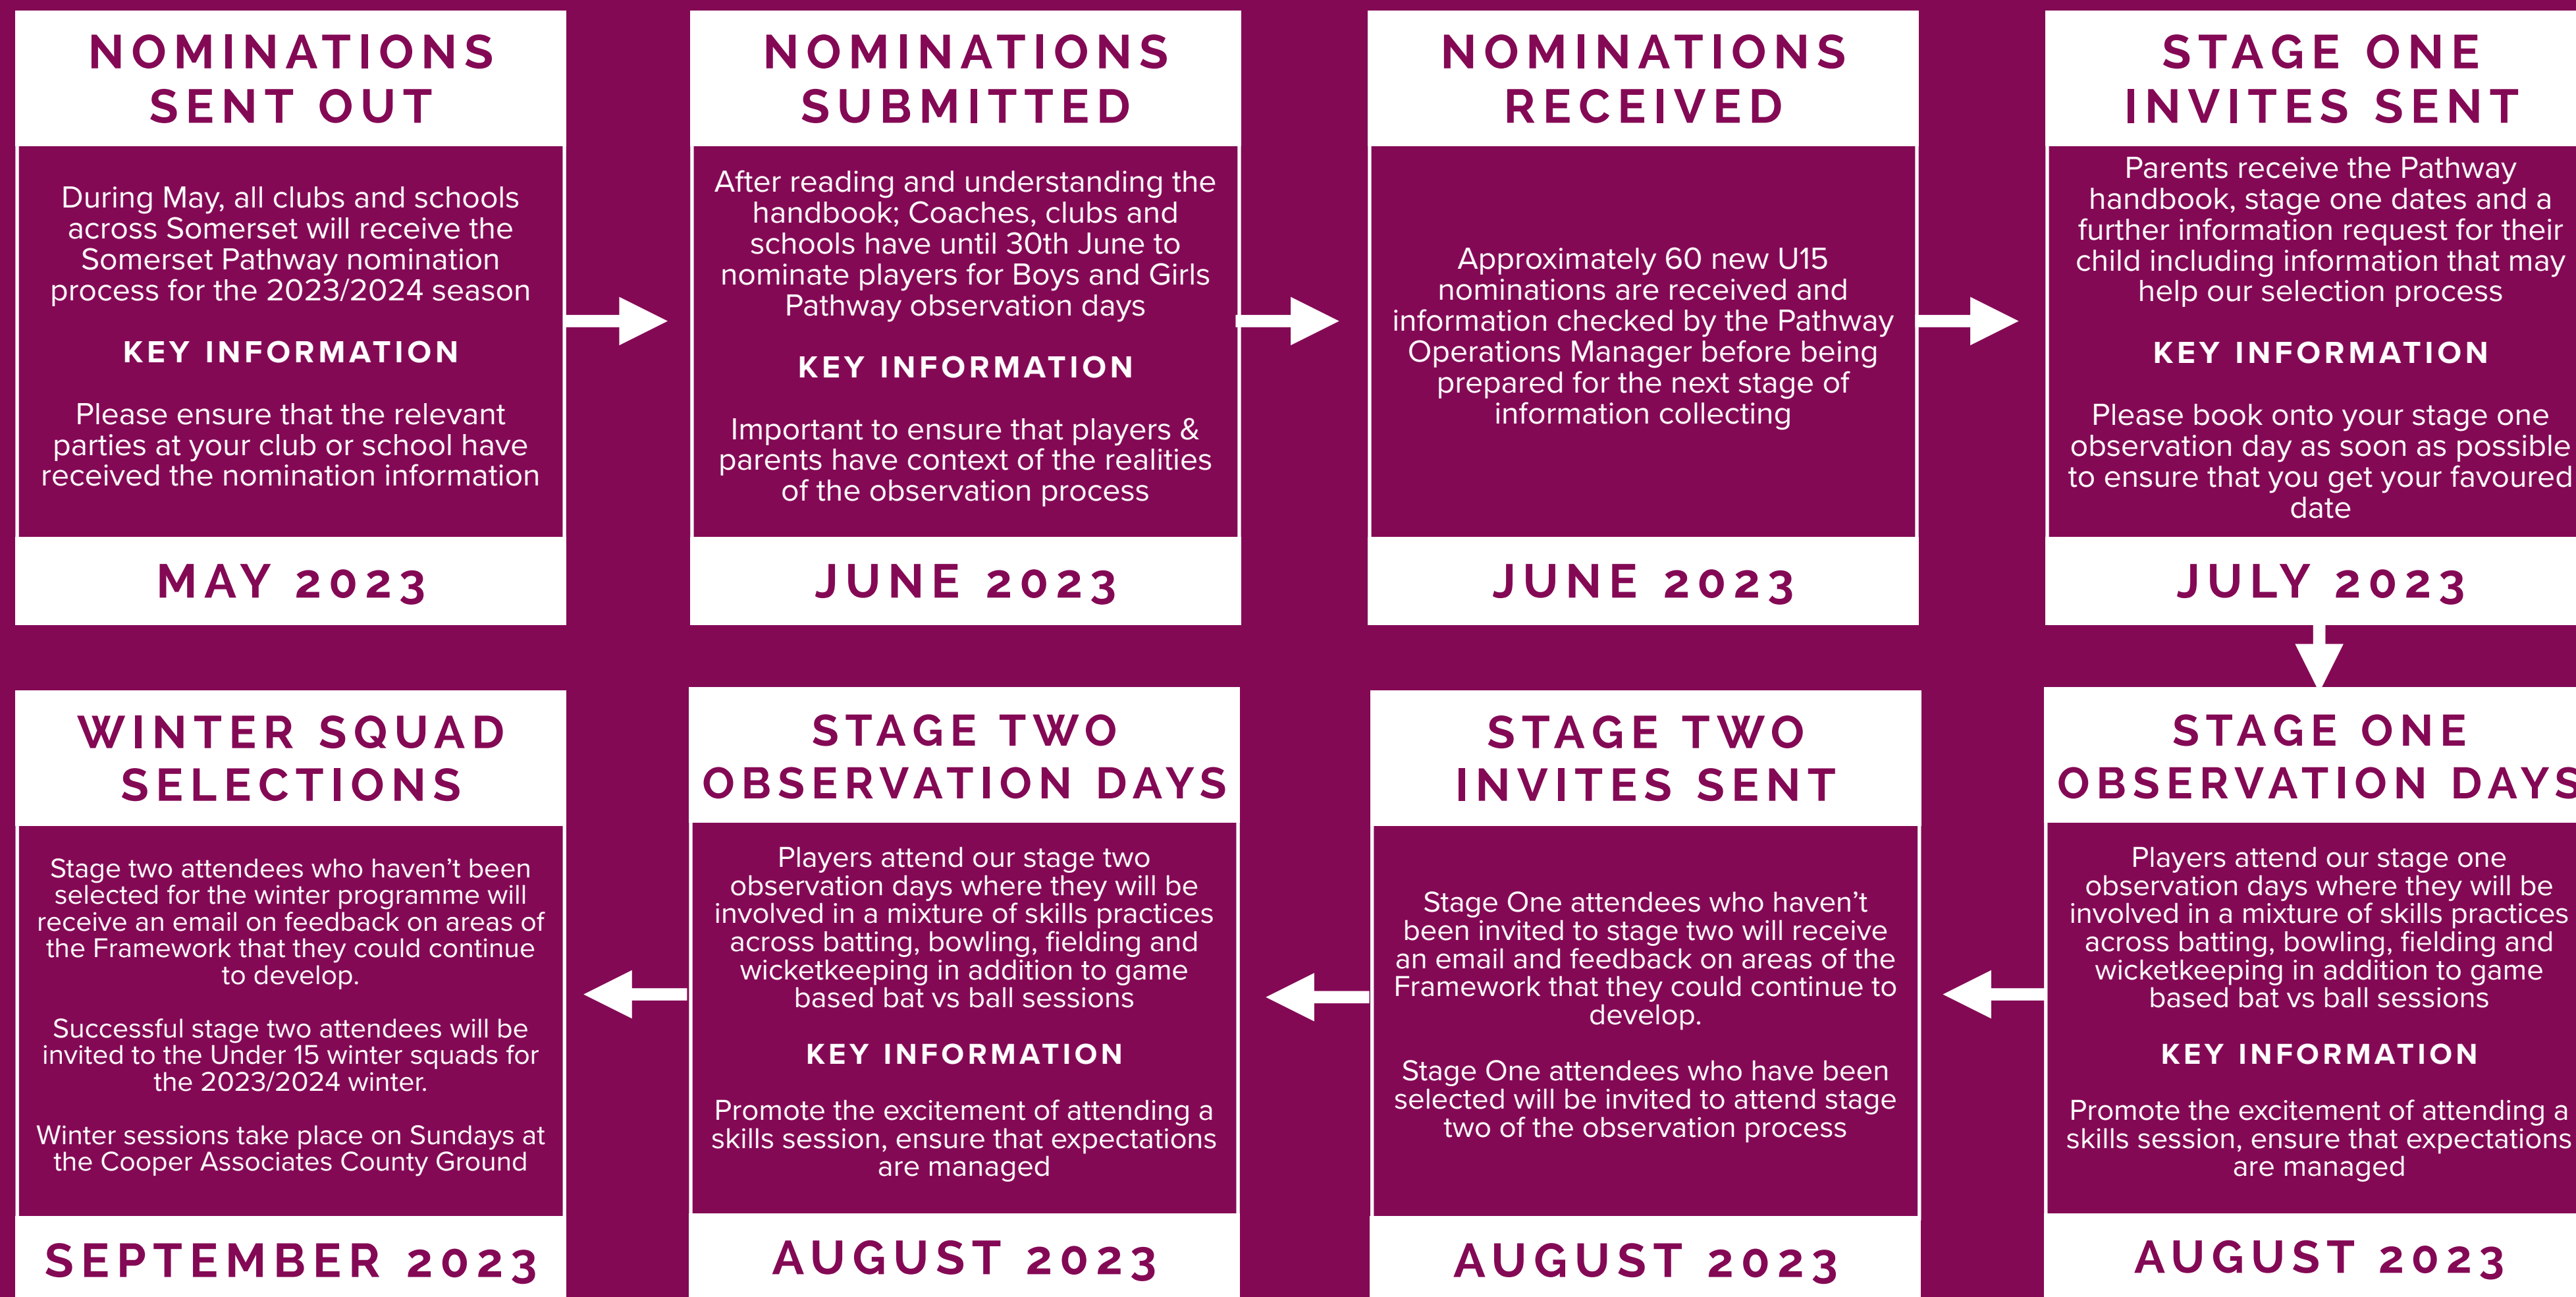 NOMINATIONS
SENT OUT
During May, all clubs and schools
across Somerset will receive the
Somerset Pathway nomination
process for the 2023/2024 season
KEY INFORMATION
Please ensure that the relevant
parties at your club or school have
received the nomination information
MAY 2023
NOMINATIONS
SUBMITTED
After reading and understanding the
handbook; Coaches, clubs and
schools have until 30th June to
nominate players for Boys and Girls
Pathway observation days
KEY INFORMATION
Important to ensure that players &
parents have context of the realities
of the observation process
JUNE 2023
NOMINATIONS
RECEIVED
Approximately 60 new U15
nominations are received and
information checked by the Pathway
Operations Manager before being
prepared for the next stage of
information collecting
JUNE 2023
STAGE ONE
INVITES SENT
Parents receive the Pathway
handbook, stage one dates and a
further information request for their
child including information that may
help our selection process
KEY INFORMATION
Please book onto your stage one
observation day as soon as possible
to ensure that you get your favoured
date
JULY 2023
STAGE ONE
OBSERVATION DAYS
Players attend our stage one
observation days where they will be
involved in a mixture of skills practices
across batting, bowling, fielding and
wicketkeeping in addition to game
based bat vs ball sessions
KEY INFORMATION
Promote the excitement of attending a
skills session, ensure that expectations
are managed
AUGUST 2023
STAGE TWO
INVITES SENT
Stage One attendees who haven't
been invited to stage two will receive
an email and feedback on areas of the
Framework that they could continue to
develop.
Stage One attendees who have been
selected will be invited to attend stage
two of the observation process
AUGUST 2023
STAGE TWO
OBSERVATION DAYS
Players attend our stage two
observation days where they will be
involved in a mixture of skills practices
across batting, bowling, fielding and
wicketkeeping in addition to game
based bat vs ball sessions
KEY INFORMATION
Promote the excitement of attending a
skills session, ensure that expectations
are managed
AUGUST 2023
WINTER SQUAD
SELECTIONS
Stage two attendees who haven't been
selected for the winter programme will
receive an email on feedback on areas of
the Framework that they could continue
to develop.
Successful stage two attendees will be
invited to the Under 15 winter squads for
the 2023/2024 winter.
Winter sessions take place on Sundays at
the Cooper Associates County Ground
SEPTEMBER 2023